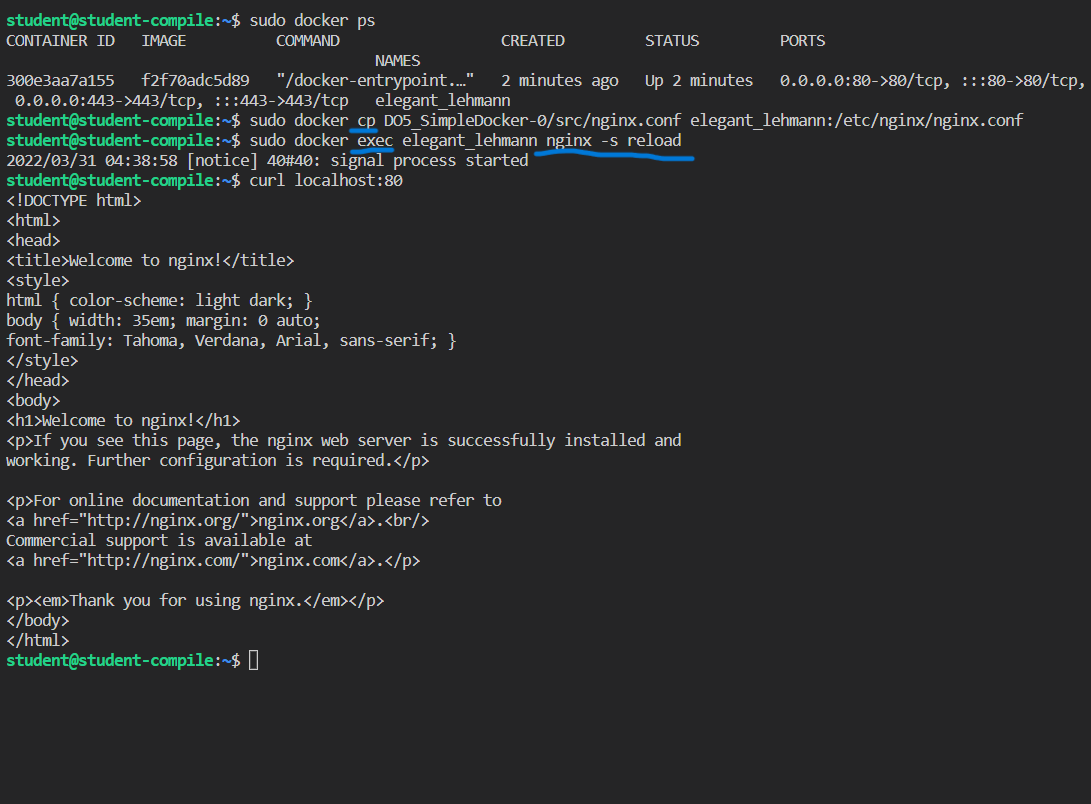 student@student-compile:~$ sudo docker ps
CONTAINER ID   IMAGE          COMMAND                  CREATED         STATUS         PORTS
                                         NAMES
300e3aa7a155   f2f70adc5d89   "/docker-entrypoint.…"   2 minutes ago   Up 2 minutes   0.0.0.0:80->80/tcp, :::80->80/tcp,
 0.0.0.0:443->443/tcp, :::443->443/tcp   elegant_lehmann
student@student-compile:~$ sudo docker cp DO5_SimpleDocker-0/src/nginx.conf elegant_lehmann:/etc/nginx/nginx.conf
student@student-compile:~$ sudo docker exec elegant_lehmann nginx -s reload
2022/03/31 04:38:58 [notice] 40#40: signal process started
student@student-compile:~$ curl localhost:80
<!DOCTYPE html>
<html>
<head>
<title>Welcome to nginx!</title>
<style>
html { color-scheme: light dark; }
body { width: 35em; margin: 0 auto;
font-family: Tahoma, Verdana, Arial, sans-serif; }
</style>
</head>
<body>
<h1>Welcome to nginx!</h1>
<p>If you see this page, the nginx web server is successfully installed and
working. Further configuration is required.</p>

<p>For online documentation and support please refer to
<a href="http://nginx.org/">nginx.org</a>.<br/>
Commercial support is available at
<a href="http://nginx.com/">nginx.com</a>.</p>

<p><em>Thank you for using nginx.</em></p>
</body>
</html>
student@student-compile:~$